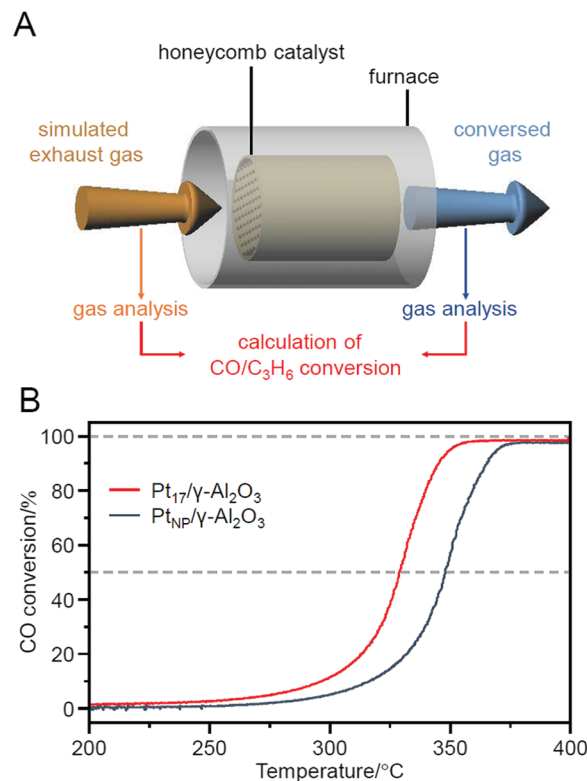 A
honeycomb catalyst
furnace
simulated
exhaust gas
conversed
gas
gas analysis
gas analysis
calculation of
CO/C₃H₆ conversion
B
100
80
60
40
20
0
CO conversion/%
Pt₁₇/γ-Al₂O₃
Pt_NP/γ-Al₂O₃
200
250
300
350
400
Temperature/°C